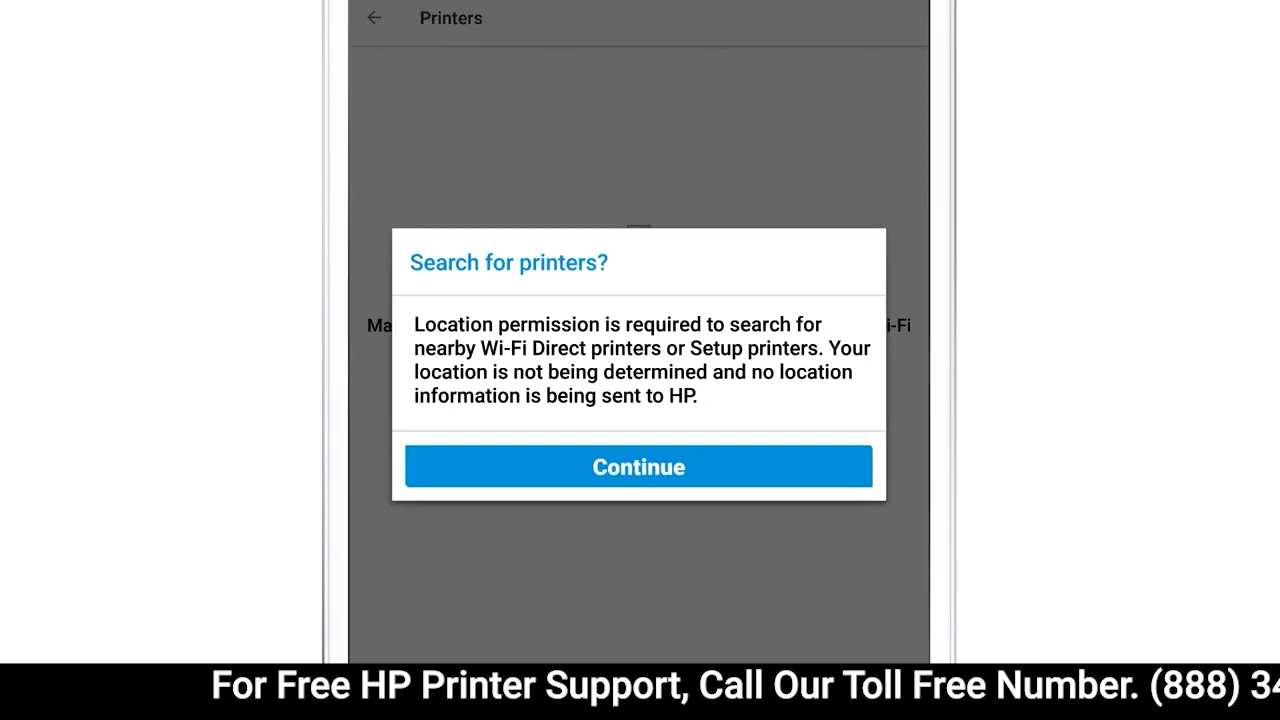 Printers
Search for printers?
Location permission is required to search for
nearby Wi-Fi Direct printers or Setup printers. Your
location is not being determined and no location
information is being sent to HP.
Continue
For Free HP Printer Support, Call Our Toll Free Number. (888)